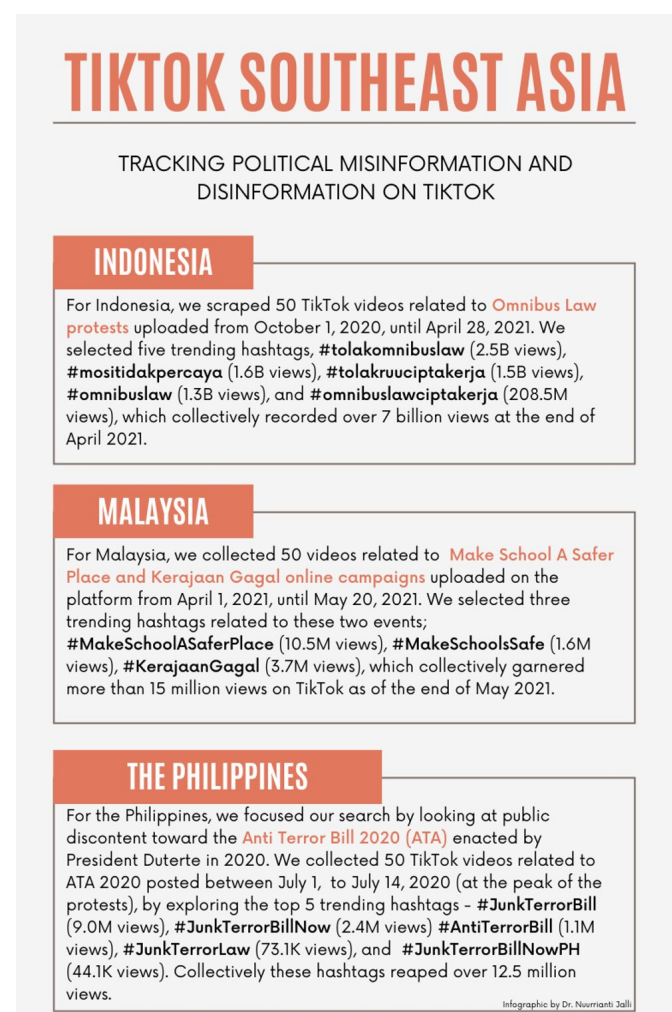 TIKTOK SOUTHEAST ASIA
TRACKING POLITICAL MISINFORMATION AND
DISINFORMATION ON TIKTOK
INDONESIA
For Indonesia, we scraped 50 TikTok videos related to Omnibus Law
protests uploaded from October 1, 2020, until April 28, 2021. We
selected five trending hashtags, #tolakomnibuslaw (2.5B views),
#mositidakpercaya (1.6B views), #tolakruuciptakerja (1.5B views),
#omnibuslaw (1.3B views), and #omnibuslawciptakerja (208.5M
views), which collectively recorded over 7 billion views at the end of
April 2021.
MALAYSIA
For Malaysia, we collected 50 videos related to Make School A Safer
Place and Kerajaan Gagal online campaigns uploaded on the
platform from April 1, 2021, until May 20, 2021. We selected three
trending hashtags related to these two events;
#MakeSchoolASaferPlace (10.5M views), #MakeSchoolsSafe (1.6M
views), #KerajaanGagal (3.7M views), which collectively garnered
more than 15 million views on TikTok as of the end of May 2021.
THE PHILIPPINES
For the Philippines, we focused our search by looking at public
discontent toward the Anti Terror Bill 2020 (ATA) enacted by
President Duterte in 2020. We collected 50 TikTok videos related to
ATA 2020 posted between July 1, to July 14, 2020 (at the peak of the
protests), by exploring the top 5 trending hashtags - #JunkTerrorBill
(9.0M views), #JunkTerrorBillNow (2.4M views) #AntiTerrorBill (1.1M
views), #JunkTerrorLaw (73.1K views), and #JunkTerrorBillNowPH
(44.1K views). Collectively these hashtags reaped over 12.5 million
views.
Infographic by Dr. Nuurrianti Jalli